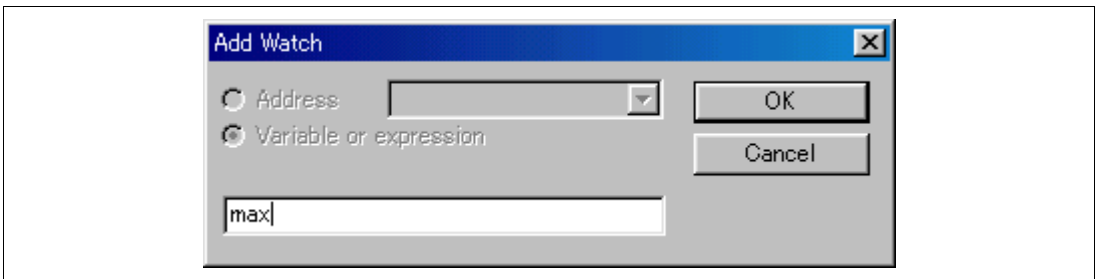 Add Watch
Address
OK
Variable or expression
Cancel
max